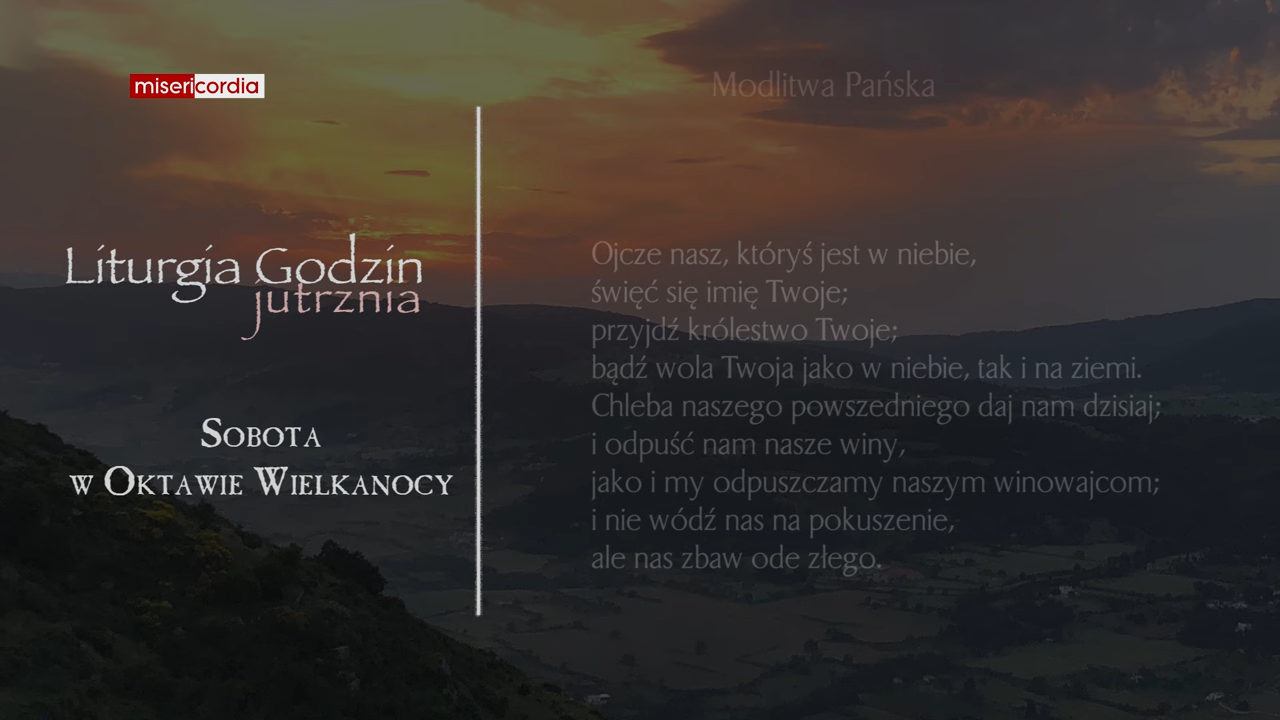 misericordia
Liturgia Godzin
jutrznia
Sobota
w Oktawie Wielkanocy
Modlitwa Pańska
Ojcze nasz, któryś jest w niebie,
święć się imię Twoje;
przyjdź królestwo Twoje;
bądź wola Twoja jako w niebie, tak i na ziemi.
Chleba naszego powszedniego daj nam dzisiaj;
i odpuść nam nasze winy,
jako i my odpuszczamy naszym winowajcom;
i nie wódź nas na pokuszenie,
ale nas zbaw ode złego.